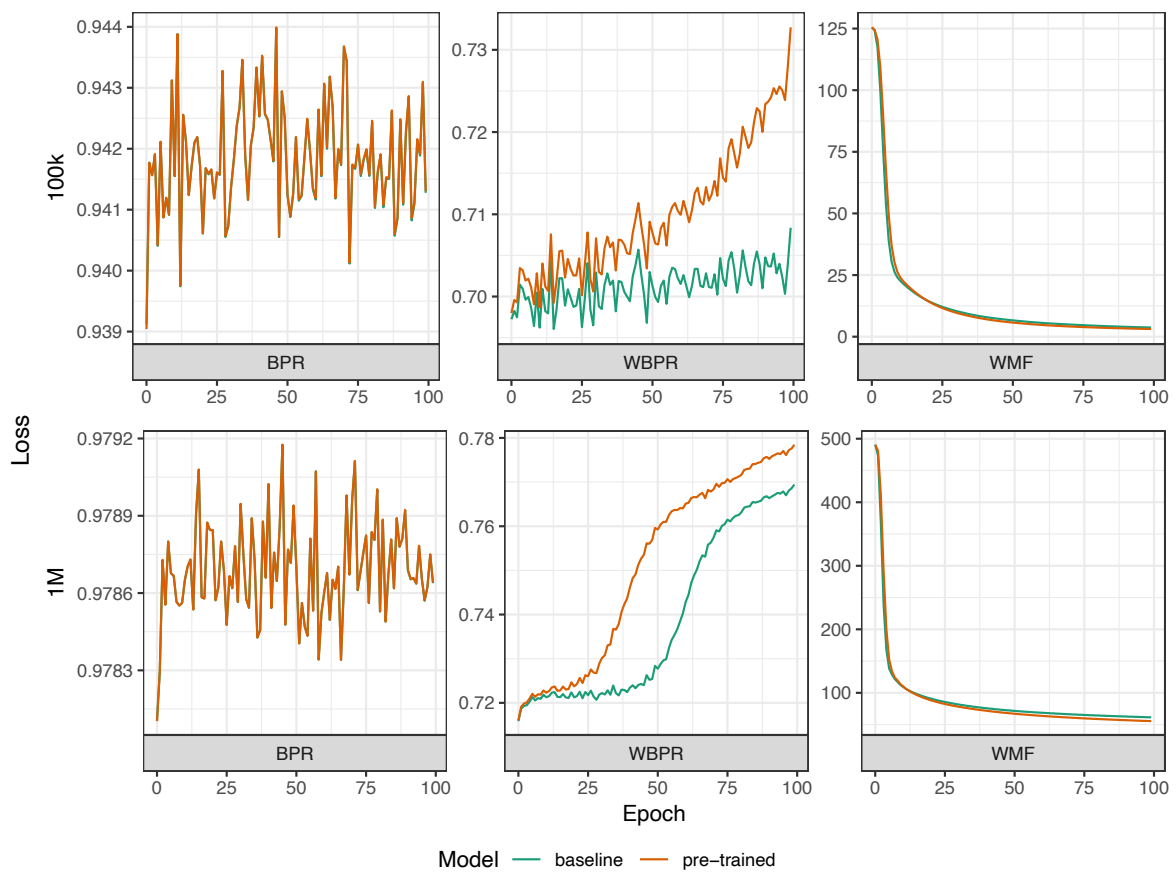 0.944
0.943
0.942
0.941
0.940
0.939
0.73
0.72
0.71
0.70
125
100
75
50
25
0
100k
BPR
WBPR
WMF
0 25 50 75 100
0 25 50 75 100
0 25 50 75 100
Loss
0.9792
0.9789
0.9786
0.9783
0.78
0.76
0.74
0.72
500
400
300
200
100
1M
BPR
WBPR
WMF
0 25 50 75 100
0 25 50 75 100
0 25 50 75 100
Epoch
Model baseline pre-trained